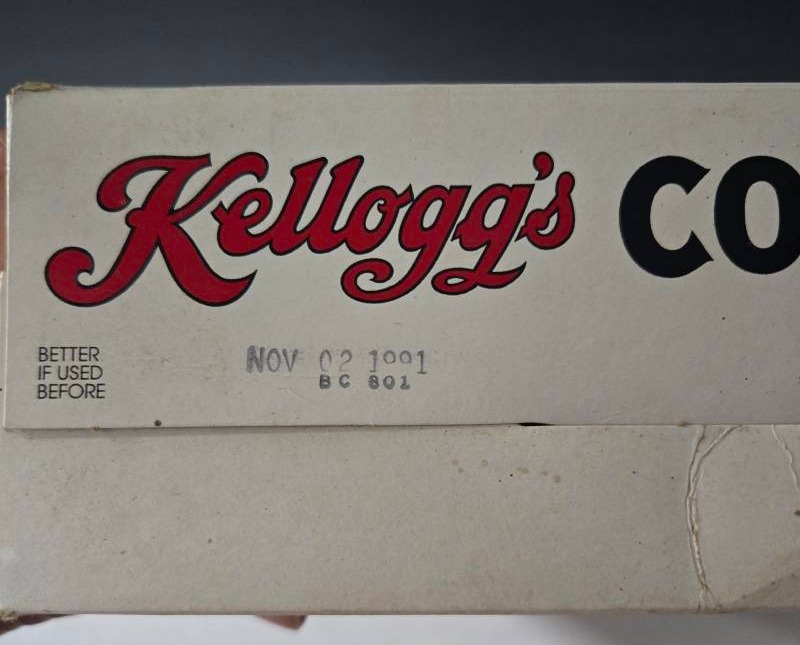 Kellogg's CO
BETTER
IF USED
BEFORE
NOV 02 1991
BC 801